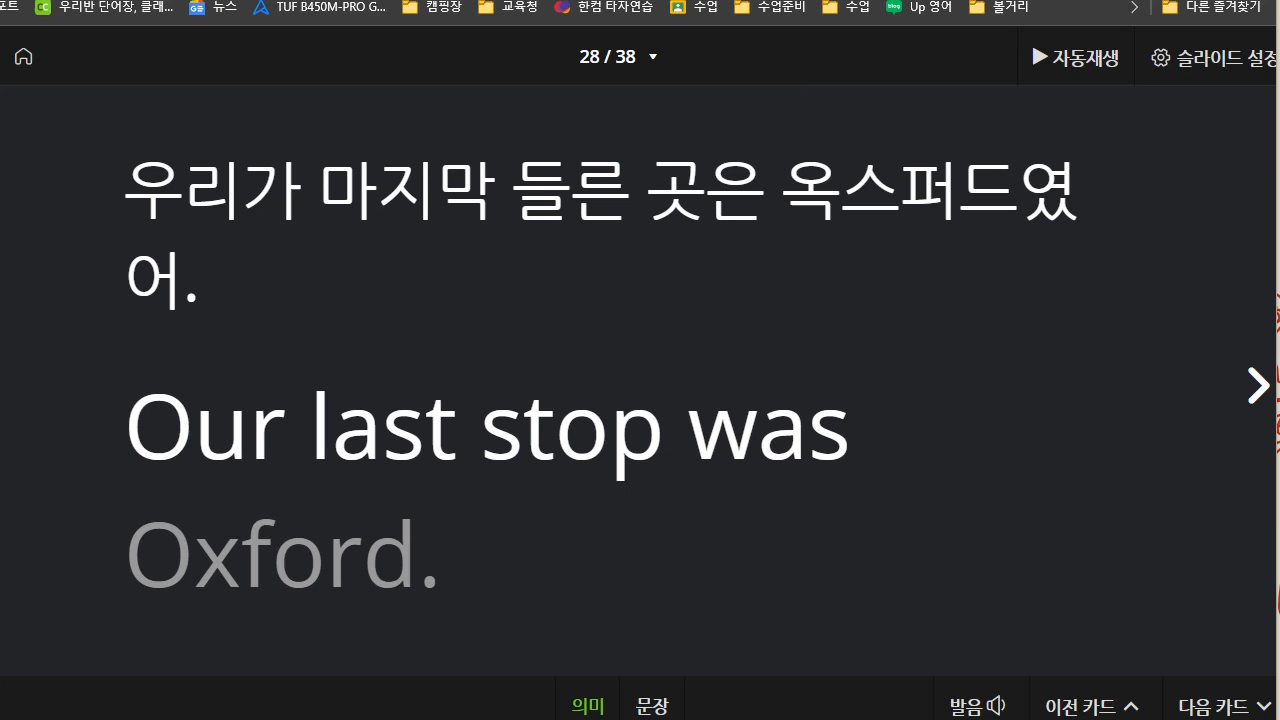 포트 CC 우리반 단어장, 클래... GE 뉴스 TUF B450M-PRO G... 캠핑장 교육청 한컴 타자연습 수업 수업준비 수업 blog Up 영어 볼거리 다른 즐겨찾기
28 / 38 자동재생 슬라이드 설정
우리가 마지막 들른 곳은 옥스퍼드였
어.
Our last stop was
Oxford.
의미 문장 발음 이전 카드 다음 카드